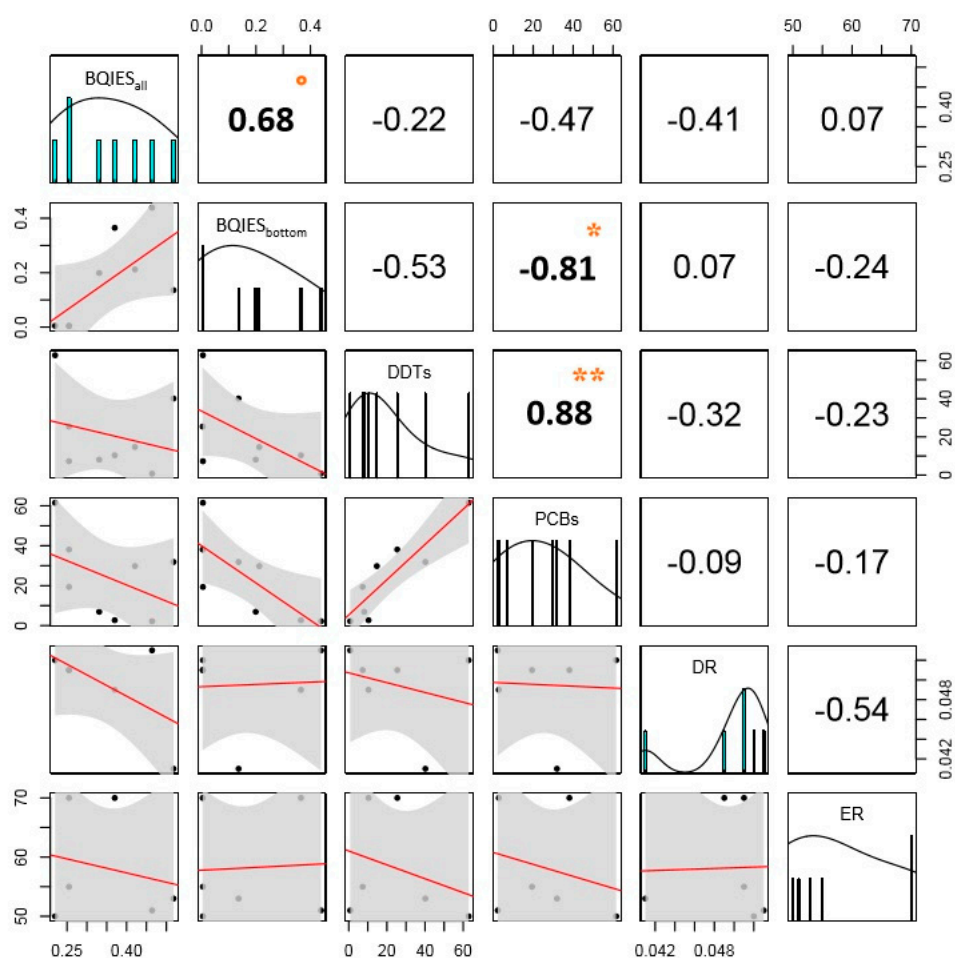 0.0 0.2 0.4 0 20 40 60 50 60 70
BQIESall 0.68 ° -0.22 -0.47 -0.41 0.07 0.25 0.40
0.0 0.2 0.4 BQIESbottom -0.53 -0.81 * 0.07 -0.24
DDTs 0.88 ** -0.32 -0.23 0 20 40 60
0 20 40 60 PCBs -0.09 -0.17
DR -0.54 0.042 0.048
50 60 70 ER
0.25 0.40 0 20 40 60 0.042 0.048